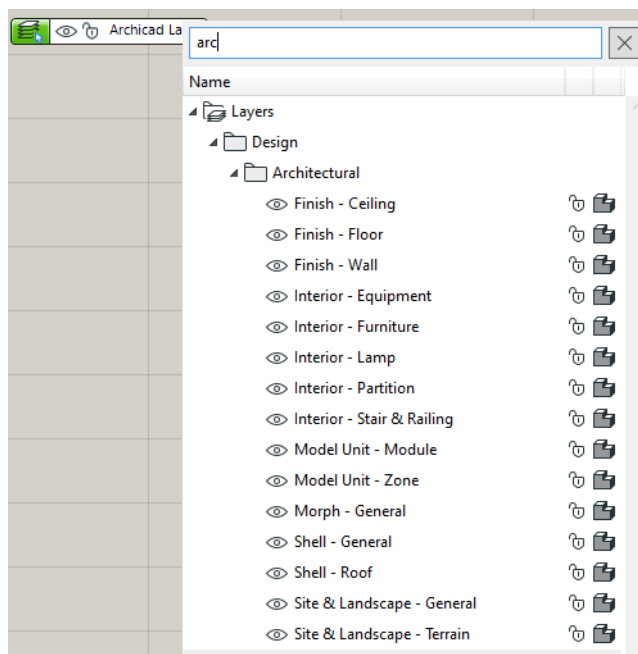 Archicad La
arc
Name
Layers
Design
Architectural
Finish - Ceiling
Finish - Floor
Finish - Wall
Interior - Equipment
Interior - Furniture
Interior - Lamp
Interior - Partition
Interior - Stair & Railing
Model Unit - Module
Model Unit - Zone
Morph - General
Shell - General
Shell - Roof
Site & Landscape - General
Site & Landscape - Terrain